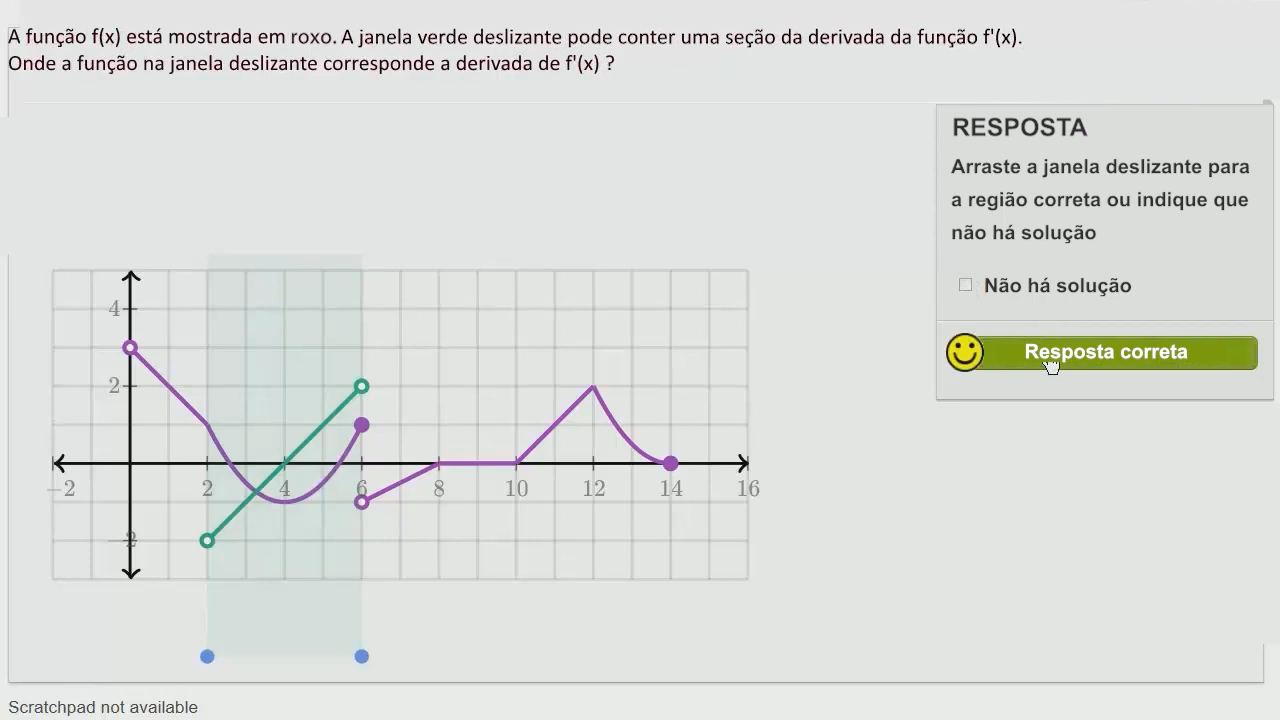 A função f(x) está mostrada em roxo. A janela verde deslizante pode conter uma seção da derivada da função f'(x).
Onde a função na janela deslizante corresponde a derivada de f'(x) ?
RESPOSTA
Arraste a janela deslizante para
a região correta ou indique que
não há solução
Não há solução
Resposta correta
4
2
−2 2 4 6 8 10 12 14 16
2
Scratchpad not available